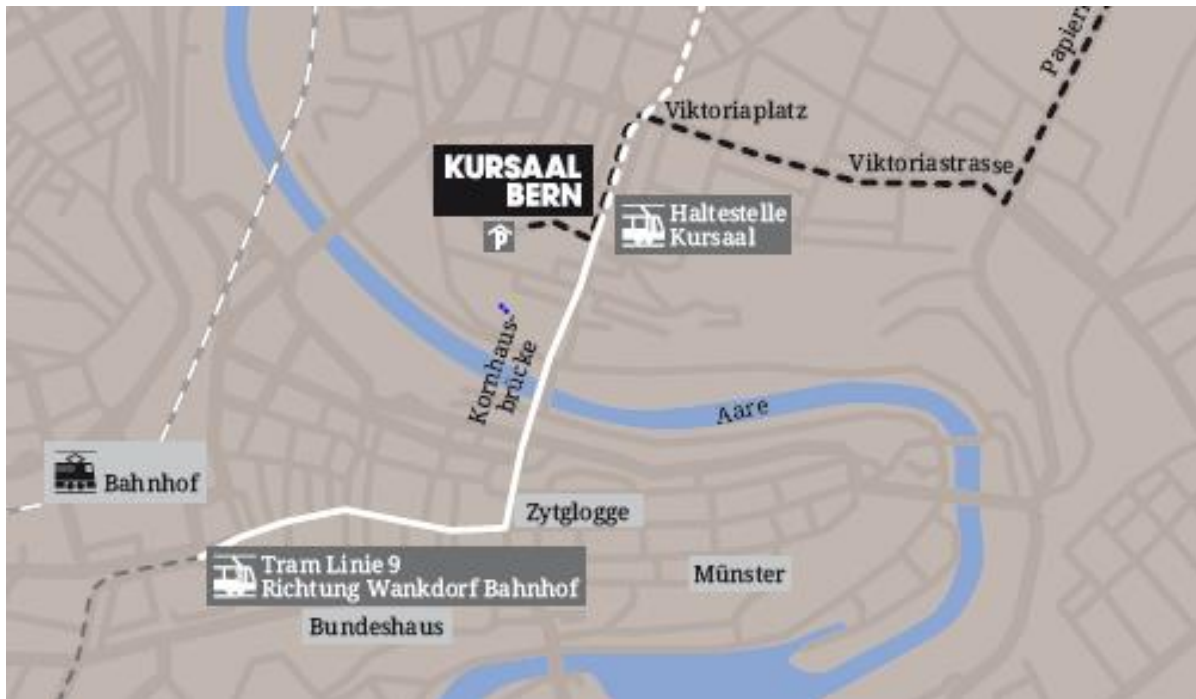 Papier
Viktoriaplatz
Viktoriastrasse
KURSAAL
BERN
P
Haltestelle
Kursaal
Kornhaus-
brücke
Aare
Bahnhof
Zytglogge
Tram Linie 9
Richtung Wankdorf Bahnhof
Münster
Bundeshaus